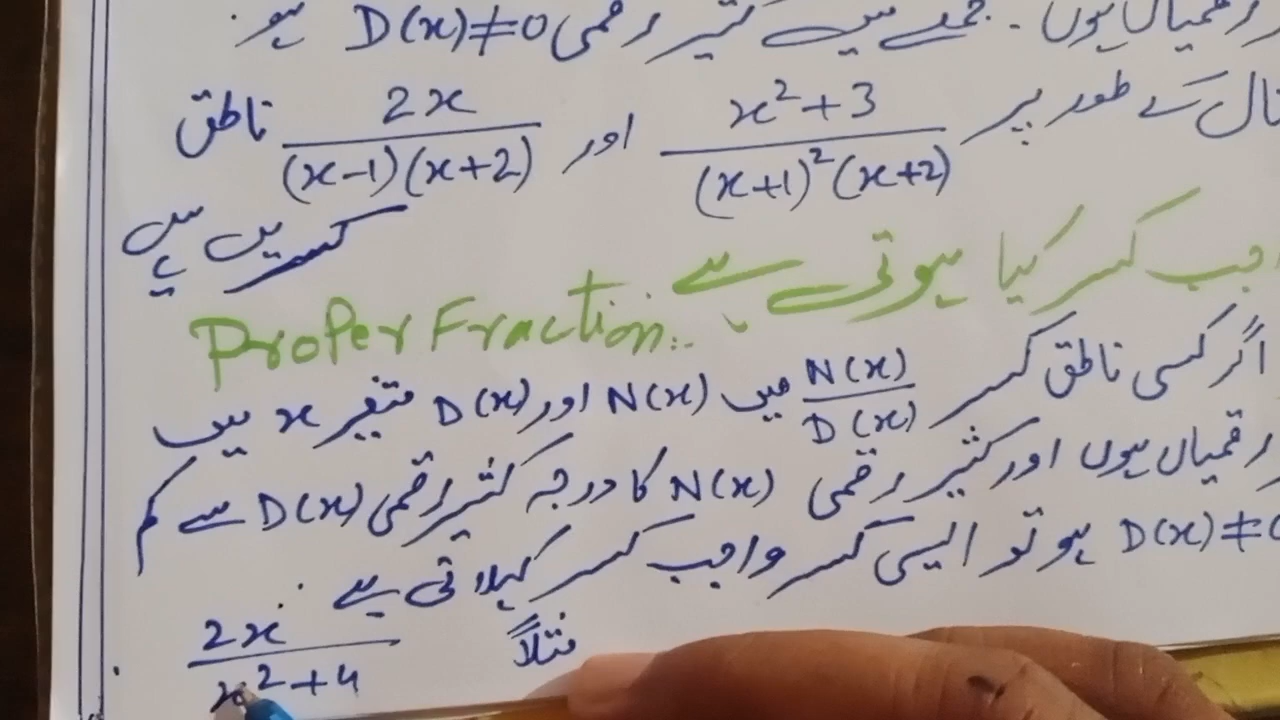 رقمیاں ہوں۔ جملے میں کثیر رقمی D(x)≠0 ہو۔
کے طور پر (x²+3)/((x+1)²(x+2)) اور 2x/((x-1)(x+2)) ناطق
کسریں ہیں
واجب کسر کیا ہوتی ہے۔
Proper Fraction:-
اگر کسی ناطق کسر N(x)/D(x) میں N(x) اور D(x) متغیر x میں
رقمیاں ہوں اور کثیر رقمی N(x) کا درجہ کثیر رقمی D(x) سے کم
D(x)≠0 ہو تو ایسی کسر واجب کسر کہلاتی ہے
مثلاً 2x/(x²+4)